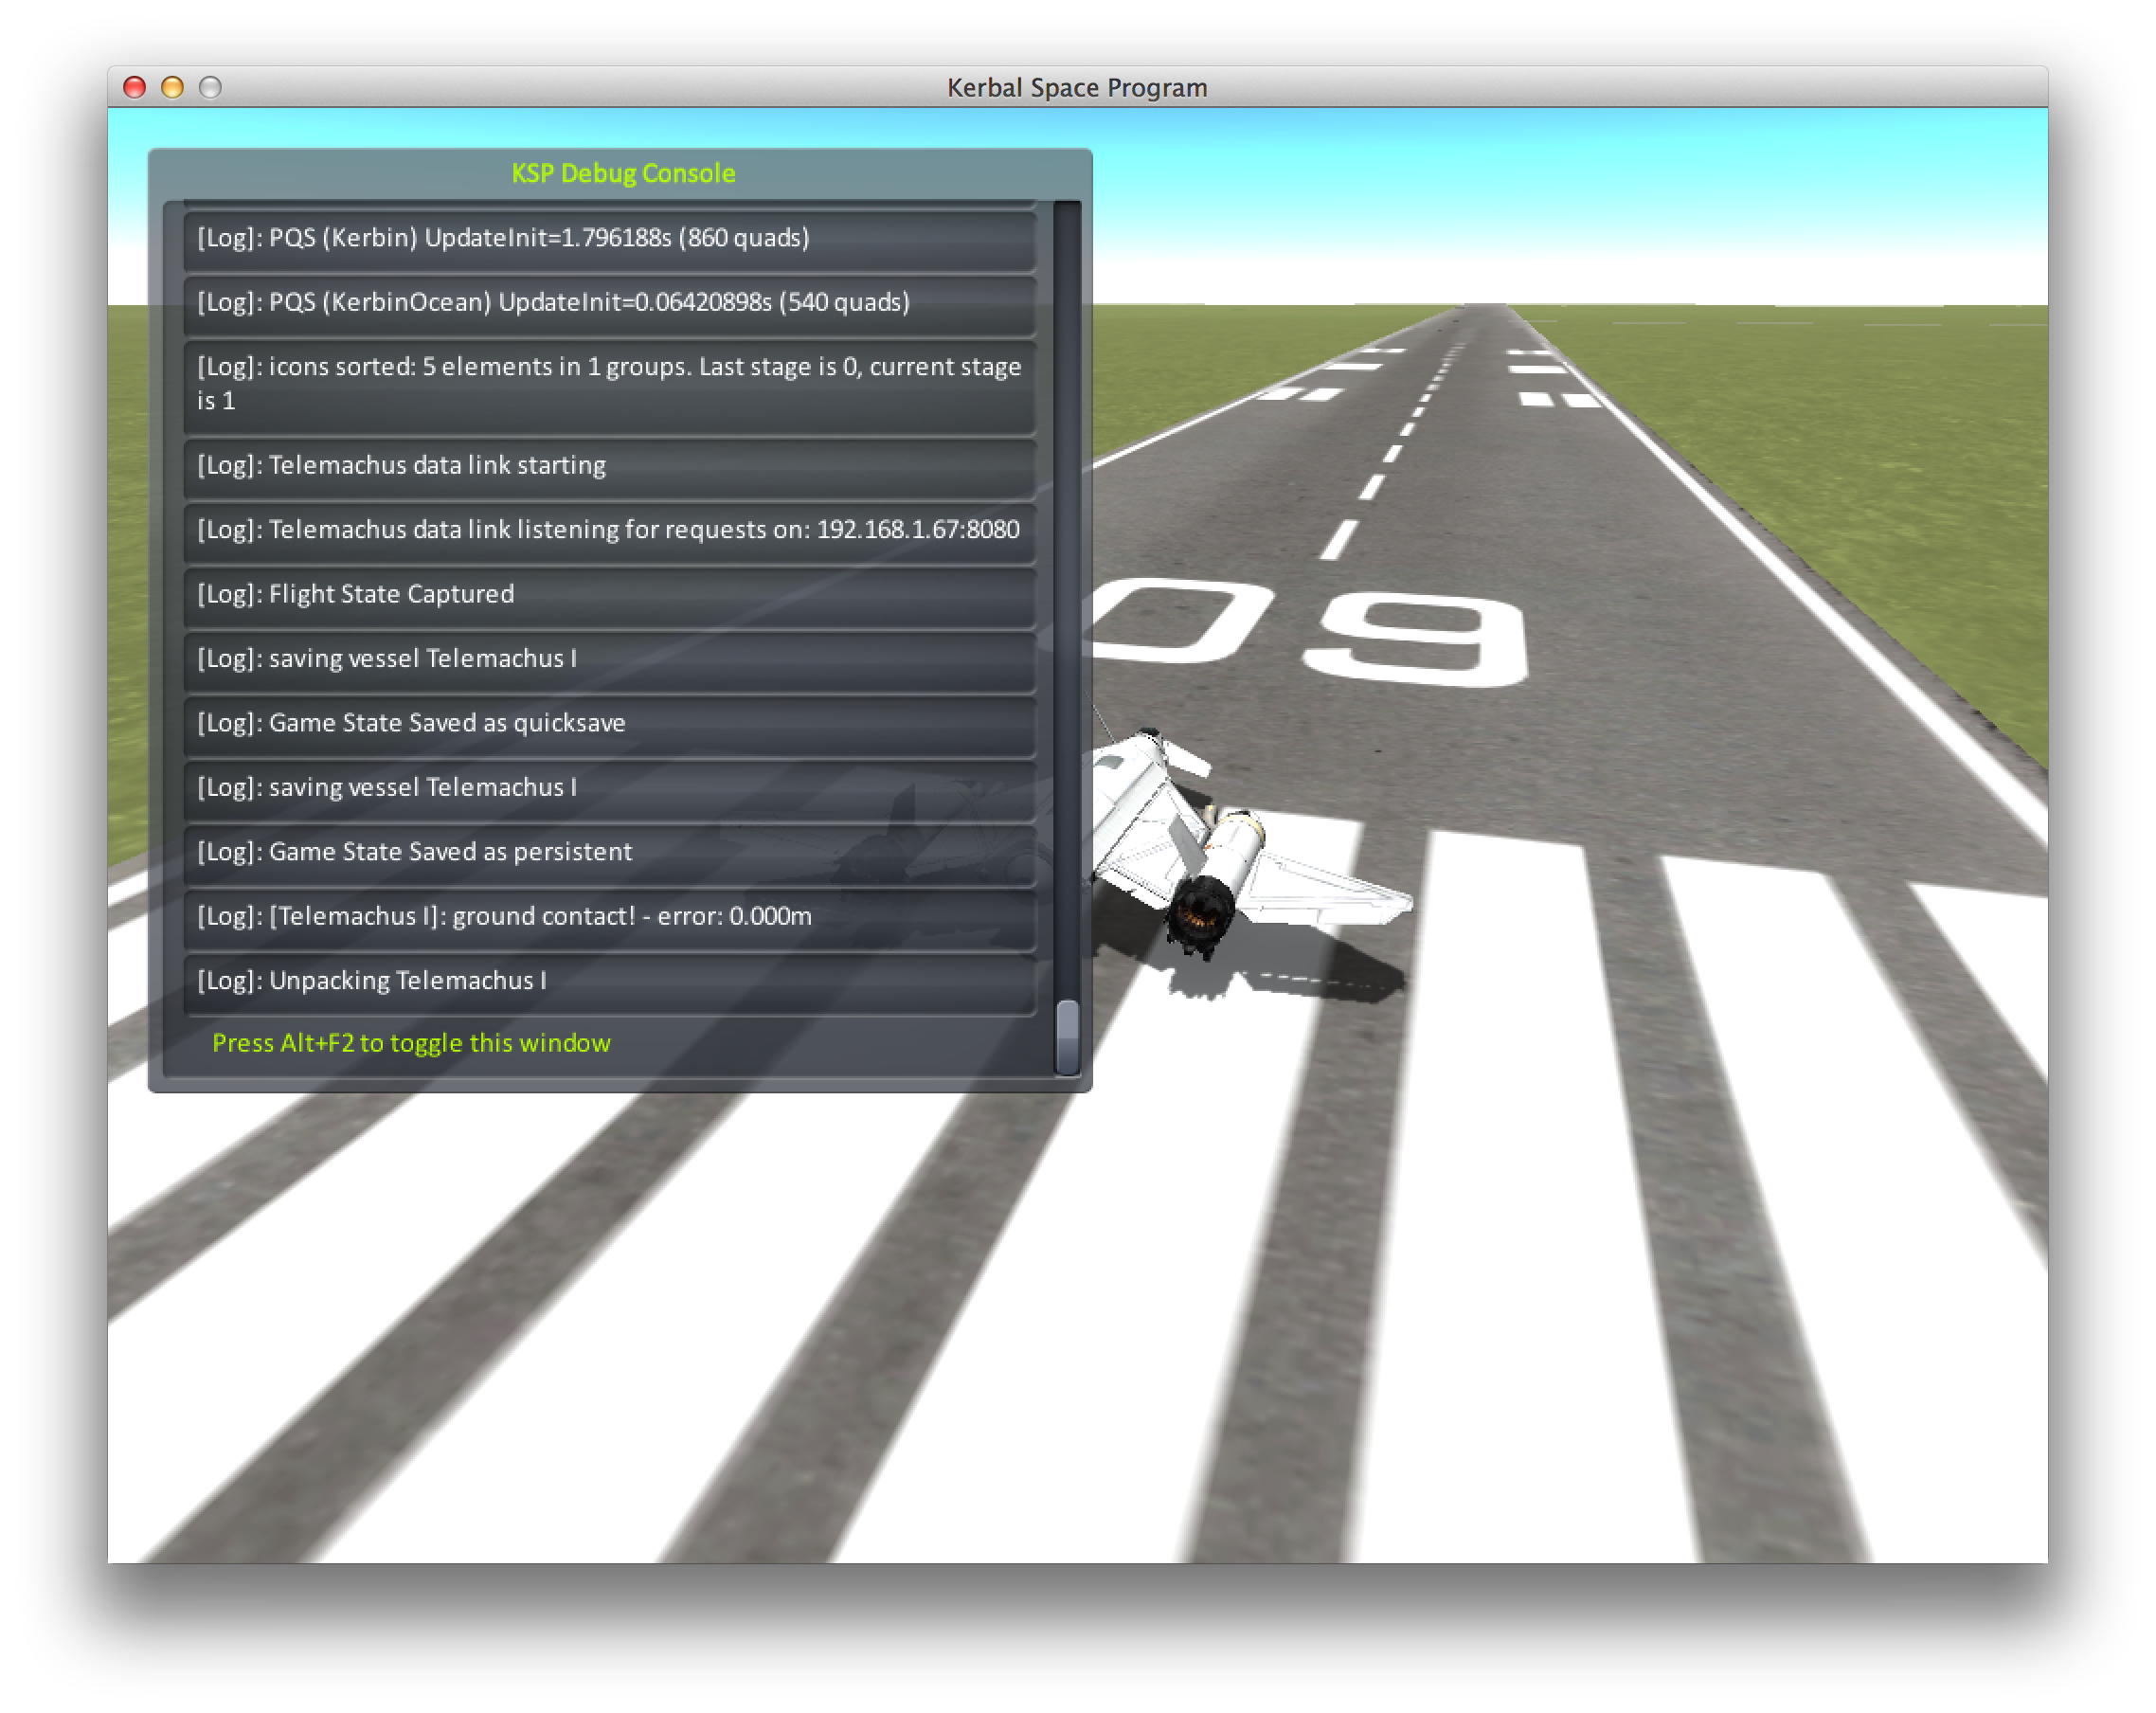 Kerbal Space Program
KSP Debug Console
[Log]: PQS (Kerbin) UpdateInit=1.796188s (860 quads)
[Log]: PQS (KerbinOcean) UpdateInit=0.06420898s (540 quads)
[Log]: icons sorted: 5 elements in 1 groups. Last stage is 0, current stage
is 1
[Log]: Telemachus data link starting
[Log]: Telemachus data link listening for requests on: 192.168.1.67:8080
[Log]: Flight State Captured
[Log]: saving vessel Telemachus I
[Log]: Game State Saved as quicksave
[Log]: saving vessel Telemachus I
[Log]: Game State Saved as persistent
[Log]: [Telemachus I]: ground contact! - error: 0.000m
[Log]: Unpacking Telemachus I
Press Alt+F2 to toggle this window
09